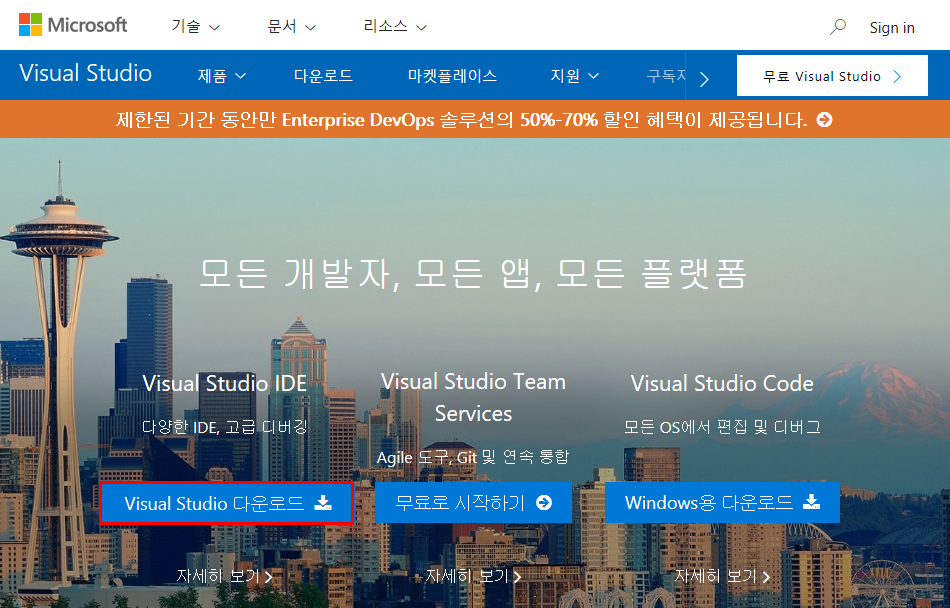 Microsoft 기술 문서 리소스 Sign in
Visual Studio 제품 다운로드 마켓플레이스 지원 무료 Visual Studio
제한된 기간 동안만 Enterprise DevOps 솔루션의 50%-70% 할인 혜택이 제공됩니다.
모든 개발자, 모든 앱, 모든 플랫폼
Visual Studio IDE
다양한 IDE, 고급 디버깅
Visual Studio 다운로드
자세히 보기
Visual Studio Team
Services
Agile 도구, Git 및 연속 통합
무료로 시작하기
자세히 보기
Visual Studio Code
모든 OS에서 편집 및 디버그
Windows용 다운로드
자세히 보기